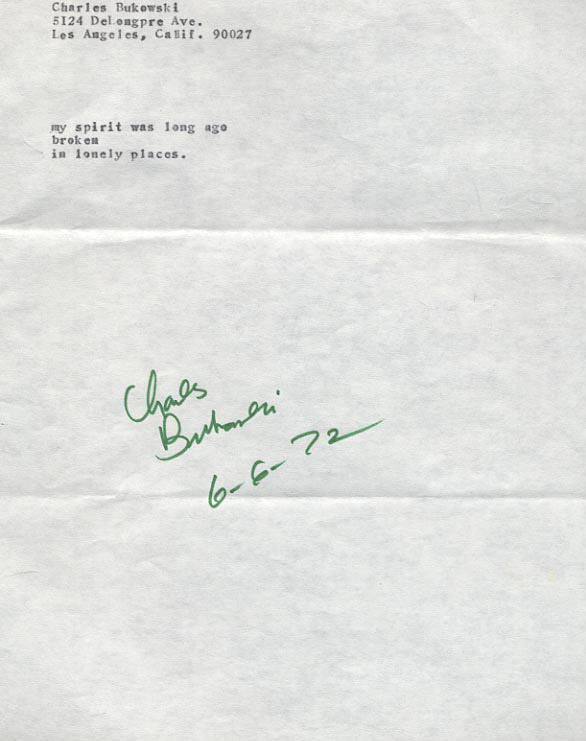 Charles Bukowski
5124 DeLongpre Ave.
Los Angeles, Calif. 90027
my spirit was long ago
broken
in lonely places.
Charles
Bukowski
6-6-72